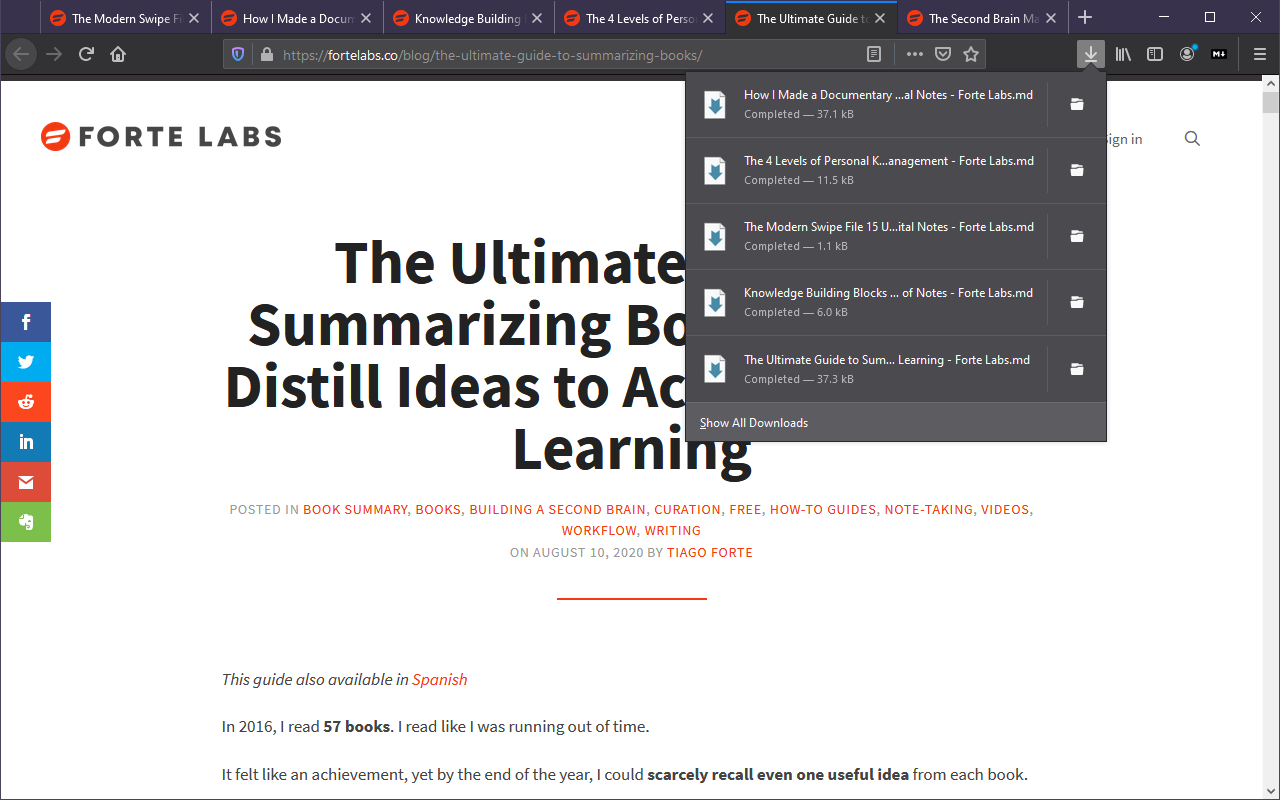 The Modern Swipe Fi
How I Made a Docum
Knowledge Building
The 4 Levels of Perso
The Ultimate Guide to
The Second Brain Ma
https://fortelabs.co/blog/the-ultimate-guide-to-summarizing-books/
M↓
How I Made a Documentary ...al Notes - Forte Labs.md
Completed — 37.1 kB
The 4 Levels of Personal K...anagement - Forte Labs.md
Completed — 11.5 kB
The Modern Swipe File 15 U...ital Notes - Forte Labs.md
Completed — 1.1 kB
Knowledge Building Blocks ... of Notes - Forte Labs.md
Completed — 6.0 kB
The Ultimate Guide to Sum... Learning - Forte Labs.md
Completed — 37.3 kB
Show All Downloads
FORTE LABS
ign in
The Ultimate
Summarizing Bo
Distill Ideas to Ac
Learning
POSTED IN BOOK SUMMARY, BOOKS, BUILDING A SECOND BRAIN, CURATION, FREE, HOW-TO GUIDES, NOTE-TAKING, VIDEOS,
WORKFLOW, WRITING
ON AUGUST 10, 2020 BY TIAGO FORTE
This guide also available in Spanish
In 2016, I read 57 books. I read like I was running out of time.
It felt like an achievement, yet by the end of the year, I could scarcely recall even one useful idea from each book.